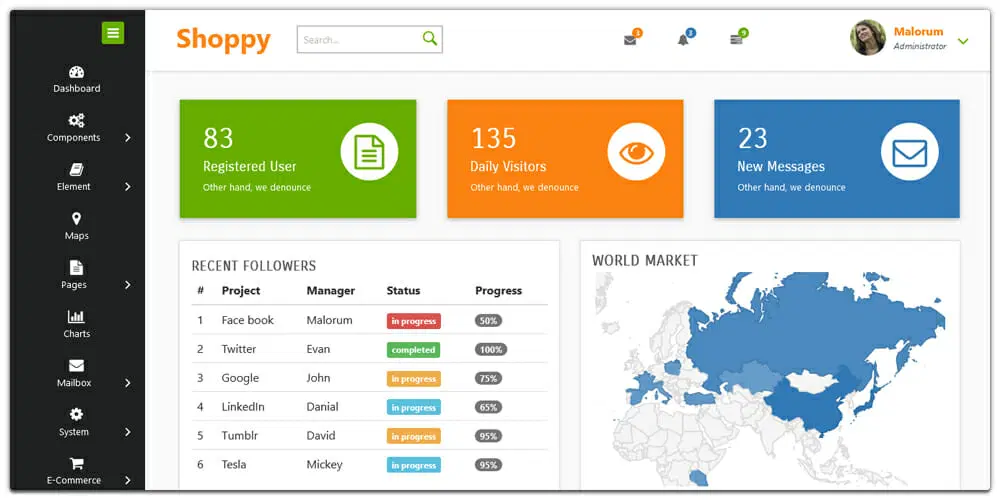 Shoppy
Search...
3
3
9
Malorum
Administrator
Dashboard
Components
Element
Maps
Pages
Charts
Mailbox
System
E-Commerce
83
Registered User
Other hand, we denounce
135
Daily Visitors
Other hand, we denounce
23
New Messages
Other hand, we denounce
RECENT FOLLOWERS
# Project Manager Status Progress
1 Face book Malorum in progress 50%
2 Twitter Evan completed 100%
3 Google John in progress 75%
4 LinkedIn Danial in progress 65%
5 Tumblr David in progress 95%
6 Tesla Mickey in progress 95%
WORLD MARKET